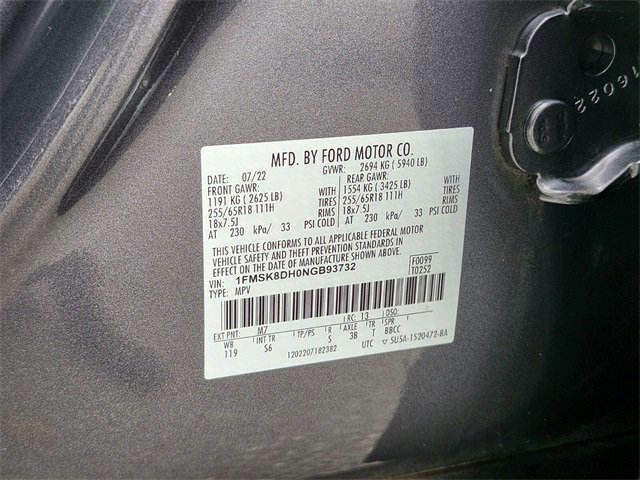 16022
MFD. BY FORD MOTOR CO.
DATE: 07/22 GVWR: 2694 KG ( 5940 LB)
FRONT GAWR: REAR GAWR:
1191 KG ( 2625 LB) WITH 1554 KG ( 3425 LB) WITH
255/65R18 111H TIRES 255/65R18 111H TIRES
18x7.5J RIMS 18x7.5J RIMS
AT 230 kPa/ 33 PSI COLD AT 230 kPa/ 33 PSI COLD
THIS VEHICLE CONFORMS TO ALL APPLICABLE FEDERAL MOTOR
VEHICLE SAFETY AND THEFT PREVENTION STANDARDS IN
EFFECT ON THE DATE OF MANUFACTURE SHOWN ABOVE.
VIN: 1FMSK8DH0NGB93732 F0099
TYPE: MPV T0252
EXT PNT: M7 RC: 13 DSO:
WB INT TR TP/PS R AXLE TR SPR
119 S6 S 3B T BBCC
1202207182382 UTC ▽ 5U5A-1520472-BA